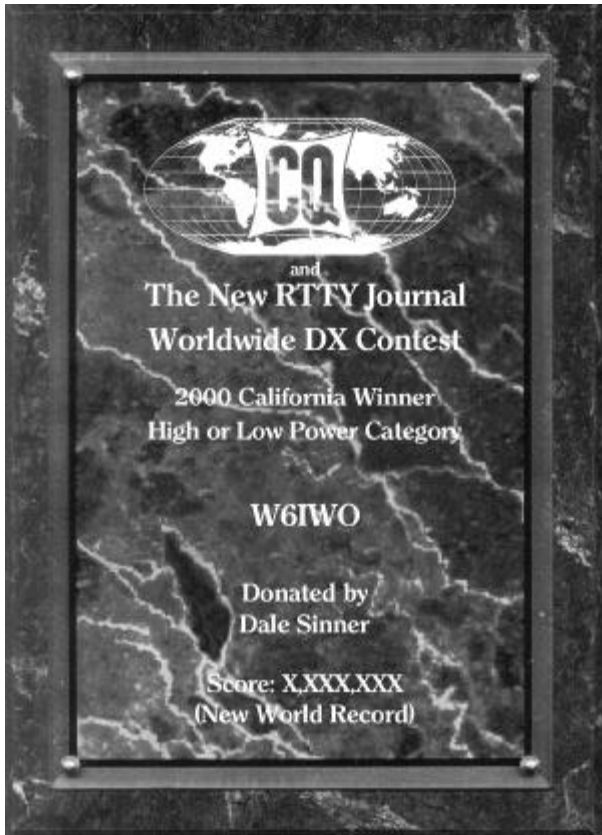 CQ
and
The New RTTY Journal
Worldwide DX Contest
2000 California Winner
High or Low Power Category
W6IWO
Donated by
Dale Sinner
Score: X,XXX,XXX
(New World Record)